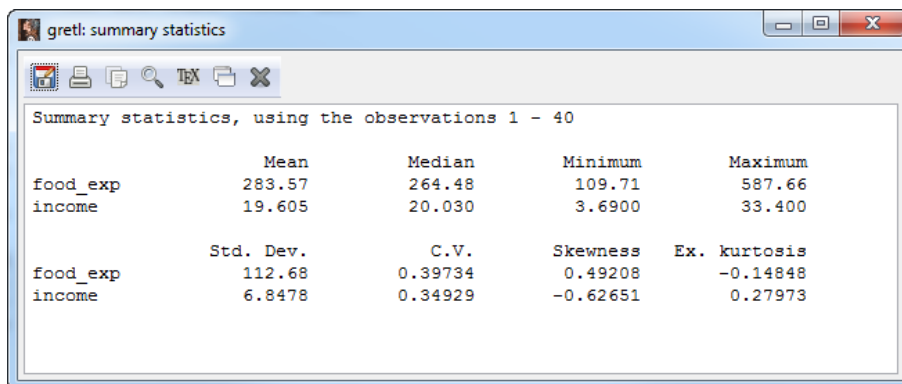 gretl: summary statistics
TEX
Summary statistics, using the observations 1 - 40
Mean Median Minimum Maximum
food_exp 283.57 264.48 109.71 587.66
income 19.605 20.030 3.6900 33.400
Std. Dev. C.V. Skewness Ex. kurtosis
food_exp 112.68 0.39734 0.49208 -0.14848
income 6.8478 0.34929 -0.62651 0.27973